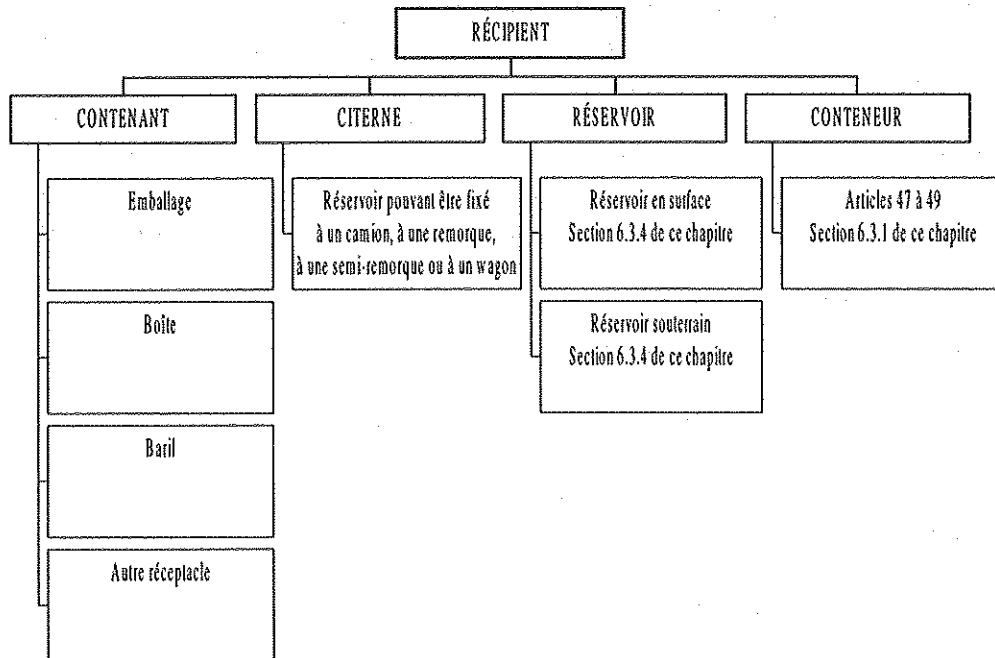 RÉCIPIENT
CONTENANT
CITERNE
RÉSERVOIR
CONTENEUR
Emballage
Boîte
Baril
Autre réceptacle
Réservoir pouvant être fixé
à un camion, à une remorque,
à une semi-remorque ou à un wagon
Réservoir en surface
Section 6.3.4 de ce chapitre
Réservoir souterrain
Section 6.3.4 de ce chapitre
Articles 47 à 49
Section 6.3.1 de ce chapitre